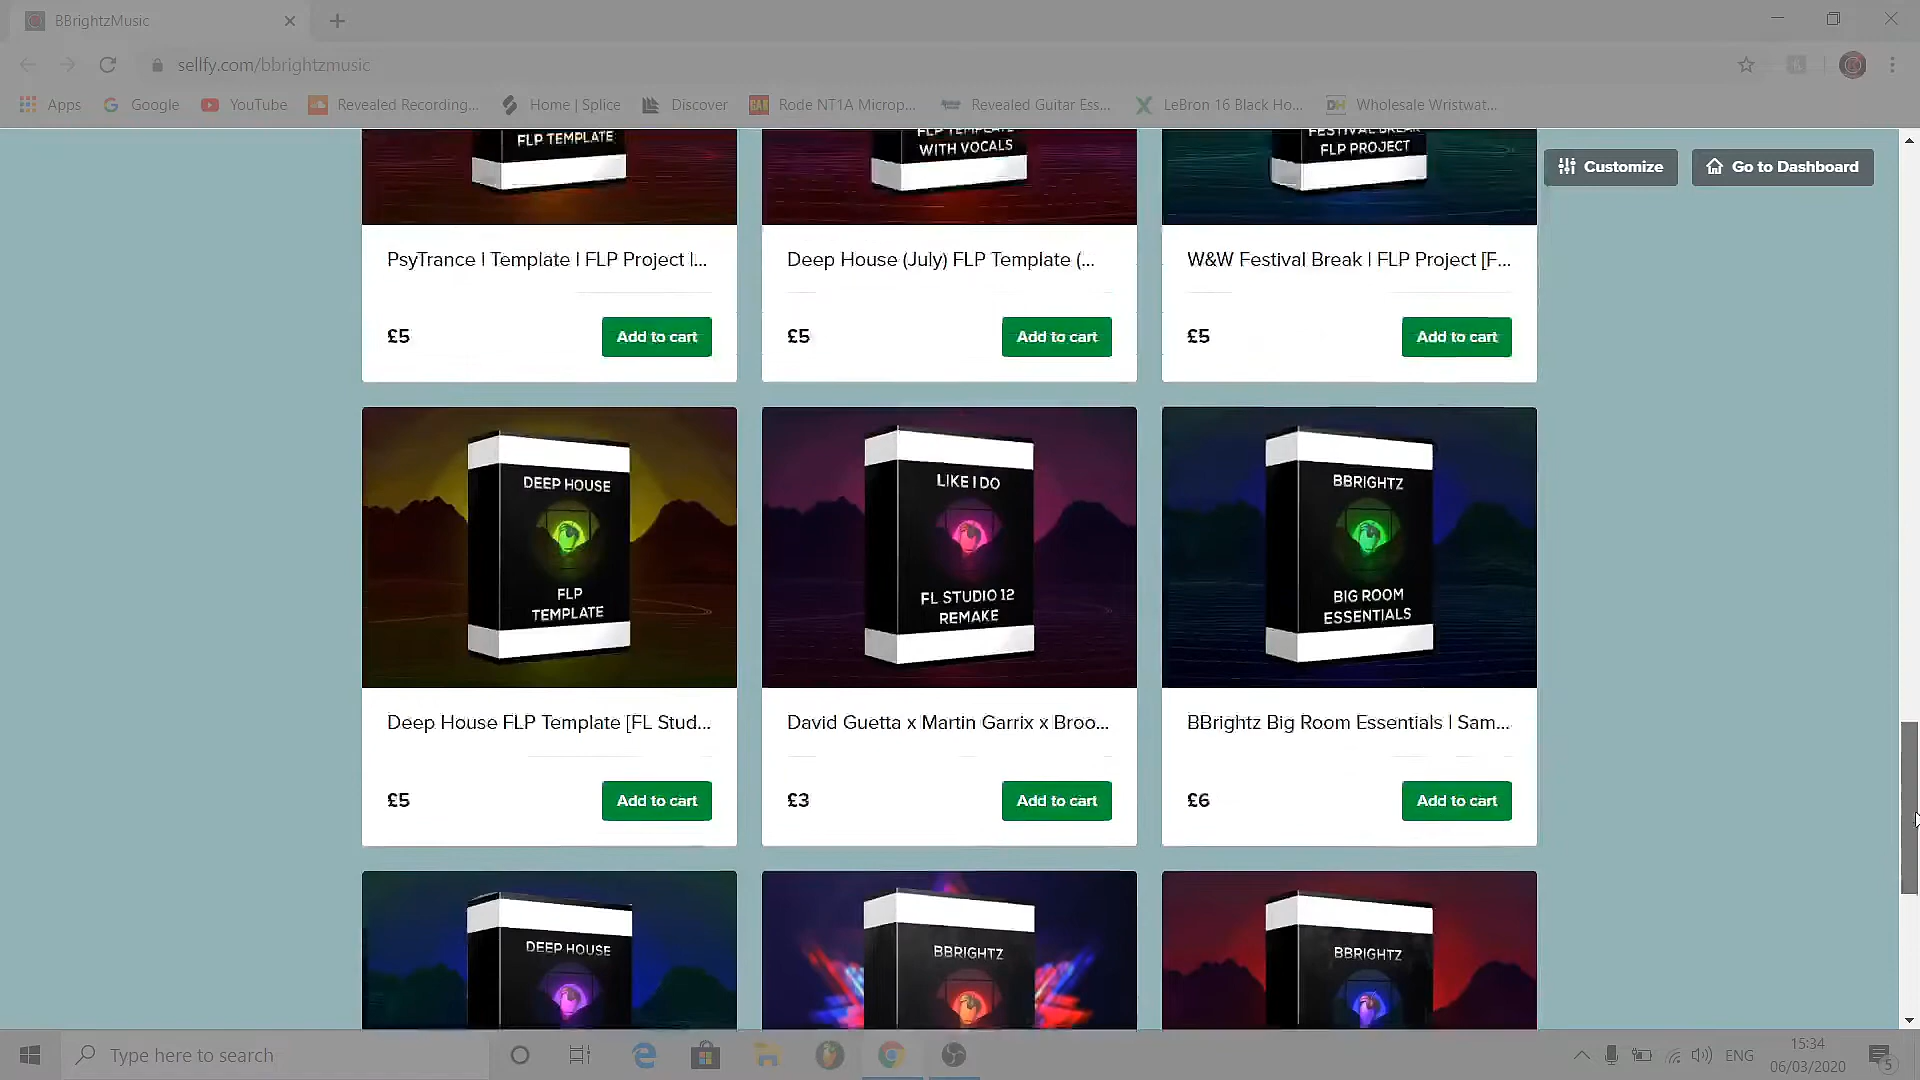 BBrightzMusic
sellfy.com/bbrightzmusic
Apps
Google
YouTube
Revealed Recording...
Home | Splice
Discover
Rode NT1A Microp...
Revealed Guitar Ess...
LeBron 16 Black Ho...
Wholesale Wristwat...
Customize
Go to Dashboard
FLP TEMPLATE
FLP TEMPLATE
WITH VOCALS
FESTIVAL BREAK
FLP PROJECT
PsyTrance | Template | FLP Project |...
Deep House (July) FLP Template (...
W&W Festival Break | FLP Project [F...
£5
Add to cart
£5
Add to cart
£5
Add to cart
DEEP HOUSE
FLP
TEMPLATE
LIKE I DO
FL STUDIO 12
REMAKE
BBRIGHTZ
BIG ROOM
ESSENTIALS
Deep House FLP Template [FL Stud...
David Guetta x Martin Garrix x Broo...
BBrightz Big Room Essentials | Sam...
£5
Add to cart
£3
Add to cart
£6
Add to cart
DEEP HOUSE
BBRIGHTZ
BBRIGHTZ
Type here to search
ENG
15:34
06/03/2020
5